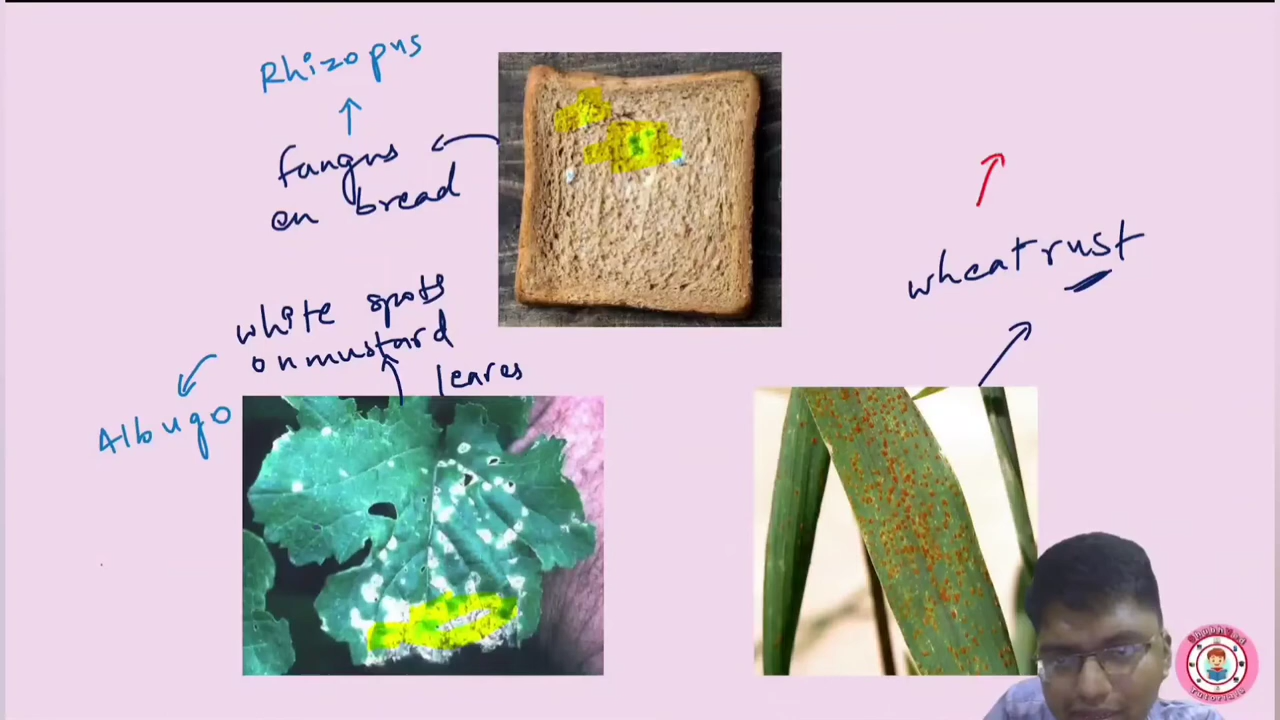 Rhizopus
fungus
on bread
wheat rust
white spots
on mustard
leaves
Albugo